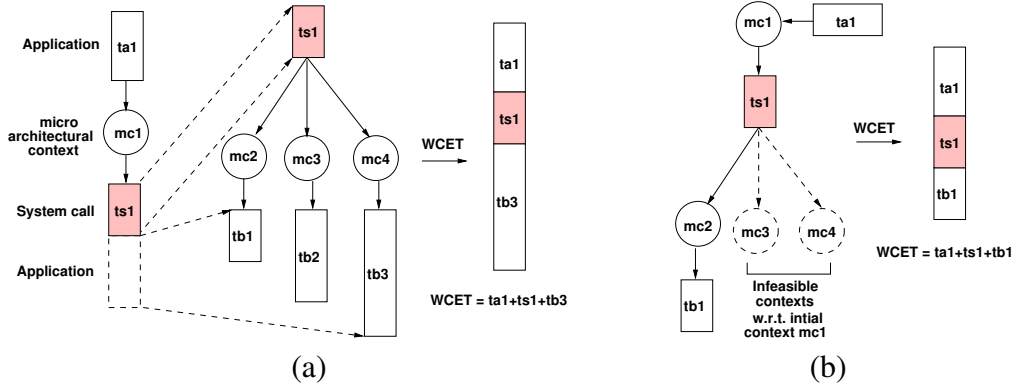 Application
ta1
micro
architectural
context
mc1
System call
ts1
Application
ts1
mc2
mc3
mc4
tb1
tb2
tb3
WCET
ta1
ts1
tb3
WCET = ta1+ts1+tb3
(a)
mc1
ta1
ts1
mc2
mc3
mc4
tb1
Infeasible
contexts
w.r.t. intial
context mc1
WCET
ta1
ts1
tb1
WCET = ta1+ts1+tb1
(b)